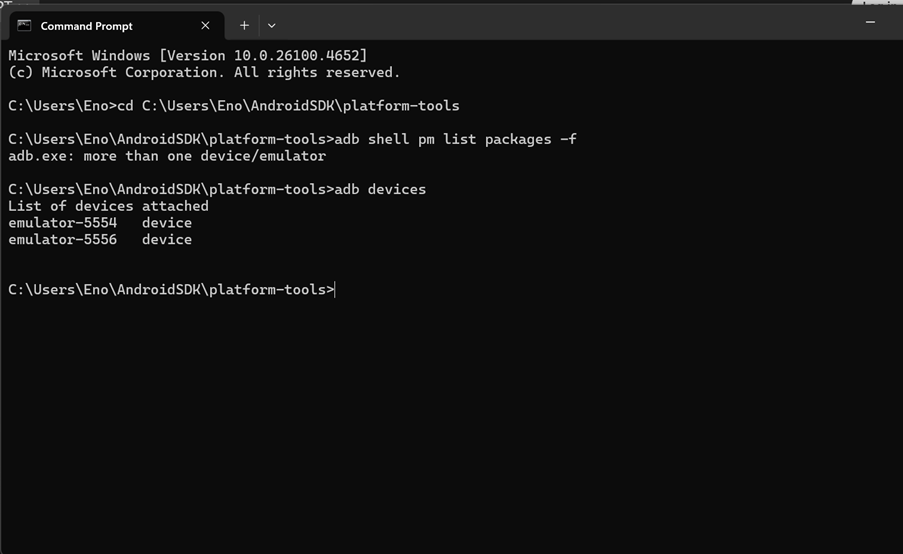 Command Prompt
Microsoft Windows [Version 10.0.26100.4652]
(c) Microsoft Corporation. All rights reserved.
C:\Users\Eno>cd C:\Users\Eno\AndroidSDK\platform-tools
C:\Users\Eno\AndroidSDK\platform-tools>adb shell pm list packages -f
adb.exe: more than one device/emulator
C:\Users\Eno\AndroidSDK\platform-tools>adb devices
List of devices attached
emulator-5554   device
emulator-5556   device
C:\Users\Eno\AndroidSDK\platform-tools>